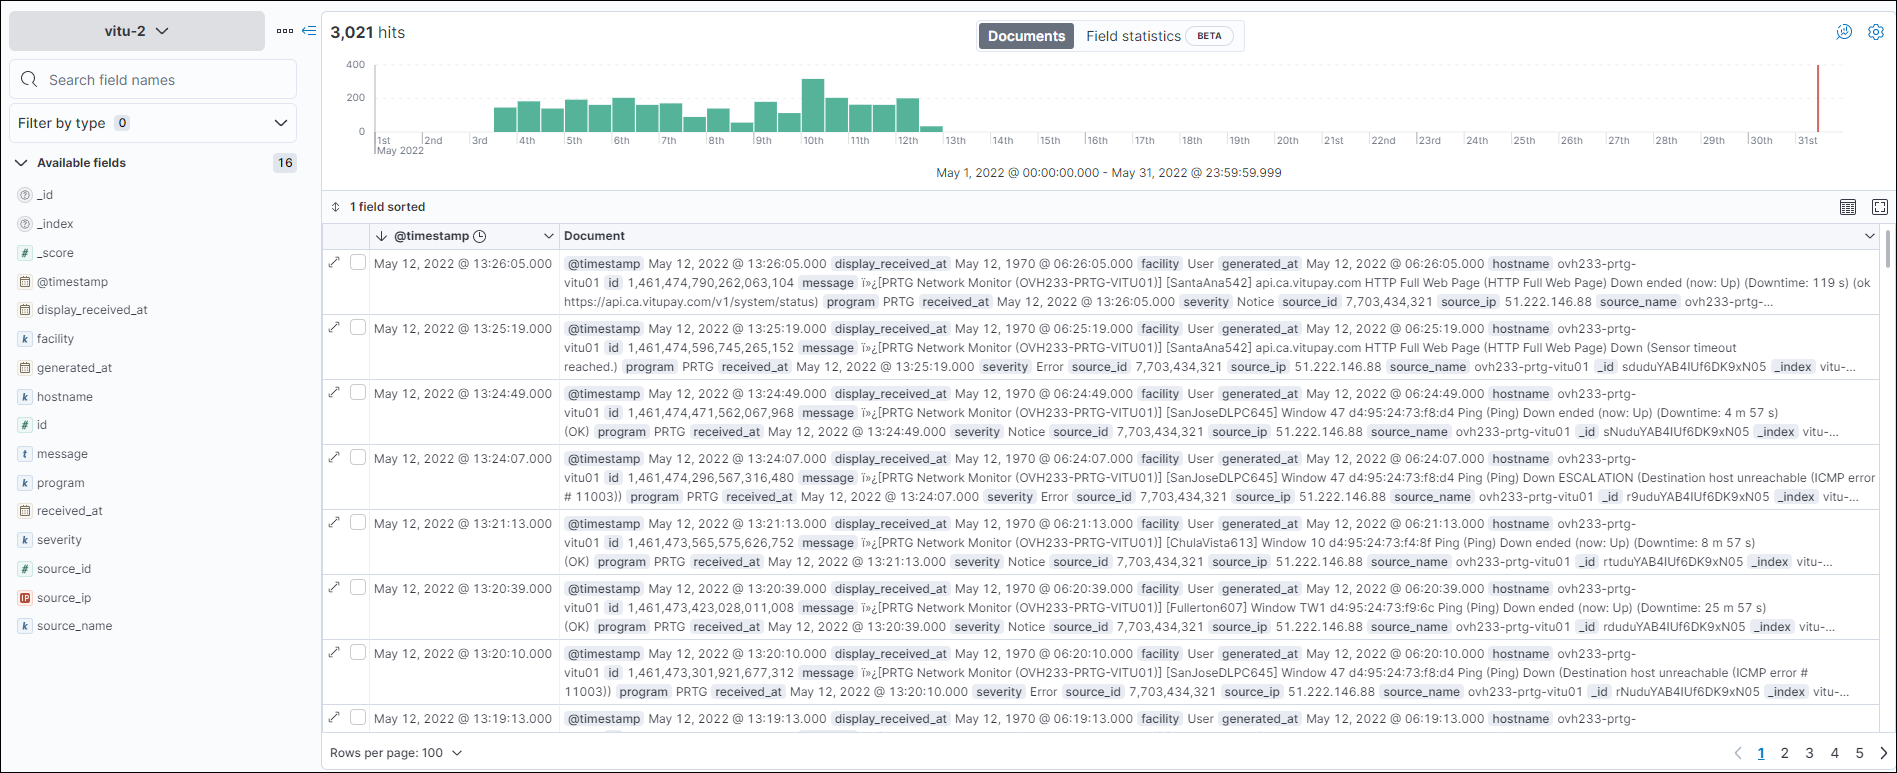 vitu-2
Search field names
Filter by type 0
Available fields 16
_id
_index
_score
@timestamp
display_received_at
facility
generated_at
hostname
id
message
program
received_at
severity
source_id
source_ip
source_name
3,021 hits
Documents Field statistics BETA
400
200
0
1st 2nd 3rd 4th 5th 6th 7th 8th 9th 10th 11th 12th 13th 14th 15th 16th 17th 18th 19th 20th 21st 22nd 23rd 24th 25th 26th 27th 28th 29th 30th 31st
May 2022
May 1, 2022 @ 00:00:00.000 - May 31, 2022 @ 23:59:59.999
1 field sorted
@timestamp Document
May 12, 2022 @ 13:26:05.000 @timestamp May 12, 2022 @ 13:26:05.000 display_received_at May 12, 1970 @ 06:26:05.000 facility User generated_at May 12, 2022 @ 06:26:05.000 hostname ovh233-prtg-
vitu01 id 1,461,474,790,262,063,104 message ï»¿[PRTG Network Monitor (OVH233-PRTG-VITU01)] [SantaAna542] api.ca.vitupay.com HTTP Full Web Page (HTTP Full Web Page) Down ended (now: Up) (Downtime: 119 s) (ok
https://api.ca.vitupay.com/v1/system/status) program PRTG received_at May 12, 2022 @ 13:26:05.000 severity Notice source_id 7,703,434,321 source_ip 51.222.146.88 source_name ovh233-prtg-...
May 12, 2022 @ 13:25:19.000 @timestamp May 12, 2022 @ 13:25:19.000 display_received_at May 12, 1970 @ 06:25:19.000 facility User generated_at May 12, 2022 @ 06:25:19.000 hostname ovh233-prtg-
vitu01 id 1,461,474,596,745,265,152 message ï»¿[PRTG Network Monitor (OVH233-PRTG-VITU01)] [SantaAna542] api.ca.vitupay.com HTTP Full Web Page (HTTP Full Web Page) Down (Sensor timeout
reached.) program PRTG received_at May 12, 2022 @ 13:25:19.000 severity Error source_id 7,703,434,321 source_ip 51.222.146.88 source_name ovh233-prtg-vitu01 _id sduduYAB4IUf6DK9xN05 _index vitu-...
May 12, 2022 @ 13:24:49.000 @timestamp May 12, 2022 @ 13:24:49.000 display_received_at May 12, 1970 @ 06:24:49.000 facility User generated_at May 12, 2022 @ 06:24:49.000 hostname ovh233-prtg-
vitu01 id 1,461,474,471,562,067,968 message ï»¿[PRTG Network Monitor (OVH233-PRTG-VITU01)] [SanJoseDLPC645] Window 47 d4:95:24:73:f8:d4 Ping (Ping) Down ended (now: Up) (Downtime: 4 m 57 s)
(OK) program PRTG received_at May 12, 2022 @ 13:24:49.000 severity Notice source_id 7,703,434,321 source_ip 51.222.146.88 source_name ovh233-prtg-vitu01 _id sNuduYAB4IUf6DK9xN05 _index vitu-...
May 12, 2022 @ 13:24:07.000 @timestamp May 12, 2022 @ 13:24:07.000 display_received_at May 12, 1970 @ 06:24:07.000 facility User generated_at May 12, 2022 @ 06:24:07.000 hostname ovh233-prtg-
vitu01 id 1,461,474,296,567,316,480 message ï»¿[PRTG Network Monitor (OVH233-PRTG-VITU01)] [SanJoseDLPC645] Window 47 d4:95:24:73:f8:d4 Ping (Ping) Down ESCALATION (Destination host unreachable (ICMP error
# 11003)) program PRTG received_at May 12, 2022 @ 13:24:07.000 severity Error source_id 7,703,434,321 source_ip 51.222.146.88 source_name ovh233-prtg-vitu01 _id r9uduYAB4IUf6DK9xN05 _index vitu-...
May 12, 2022 @ 13:21:13.000 @timestamp May 12, 2022 @ 13:21:13.000 display_received_at May 12, 1970 @ 06:21:13.000 facility User generated_at May 12, 2022 @ 06:21:13.000 hostname ovh233-prtg-
vitu01 id 1,461,473,565,575,626,752 message ï»¿[PRTG Network Monitor (OVH233-PRTG-VITU01)] [ChulaVista613] Window 10 d4:95:24:73:f4:8f Ping (Ping) Down ended (now: Up) (Downtime: 8 m 57 s)
(OK) program PRTG received_at May 12, 2022 @ 13:21:13.000 severity Notice source_id 7,703,434,321 source_ip 51.222.146.88 source_name ovh233-prtg-vitu01 _id rtuduYAB4IUf6DK9xN05 _index vitu-...
May 12, 2022 @ 13:20:39.000 @timestamp May 12, 2022 @ 13:20:39.000 display_received_at May 12, 1970 @ 06:20:39.000 facility User generated_at May 12, 2022 @ 06:20:39.000 hostname ovh233-prtg-
vitu01 id 1,461,473,423,028,011,008 message ï»¿[PRTG Network Monitor (OVH233-PRTG-VITU01)] [Fullerton607] Window TW1 d4:95:24:73:f9:6c Ping (Ping) Down ended (now: Up) (Downtime: 25 m 57 s)
(OK) program PRTG received_at May 12, 2022 @ 13:20:39.000 severity Notice source_id 7,703,434,321 source_ip 51.222.146.88 source_name ovh233-prtg-vitu01 _id rduduYAB4IUf6DK9xN05 _index vitu-...
May 12, 2022 @ 13:20:10.000 @timestamp May 12, 2022 @ 13:20:10.000 display_received_at May 12, 1970 @ 06:20:10.000 facility User generated_at May 12, 2022 @ 06:20:10.000 hostname ovh233-prtg-
vitu01 id 1,461,473,301,921,677,312 message ï»¿[PRTG Network Monitor (OVH233-PRTG-VITU01)] [SanJoseDLPC645] Window 47 d4:95:24:73:f8:d4 Ping (Ping) Down (Destination host unreachable (ICMP error #
11003)) program PRTG received_at May 12, 2022 @ 13:20:10.000 severity Error source_id 7,703,434,321 source_ip 51.222.146.88 source_name ovh233-prtg-vitu01 _id rNuduYAB4IUf6DK9xN05 _index vitu-...
May 12, 2022 @ 13:19:13.000 @timestamp May 12, 2022 @ 13:19:13.000 display_received_at May 12, 1970 @ 06:19:13.000 facility User generated_at May 12, 2022 @ 06:19:13.000 hostname ovh233-prtg-
Rows per page: 100 1 2 3 4 5